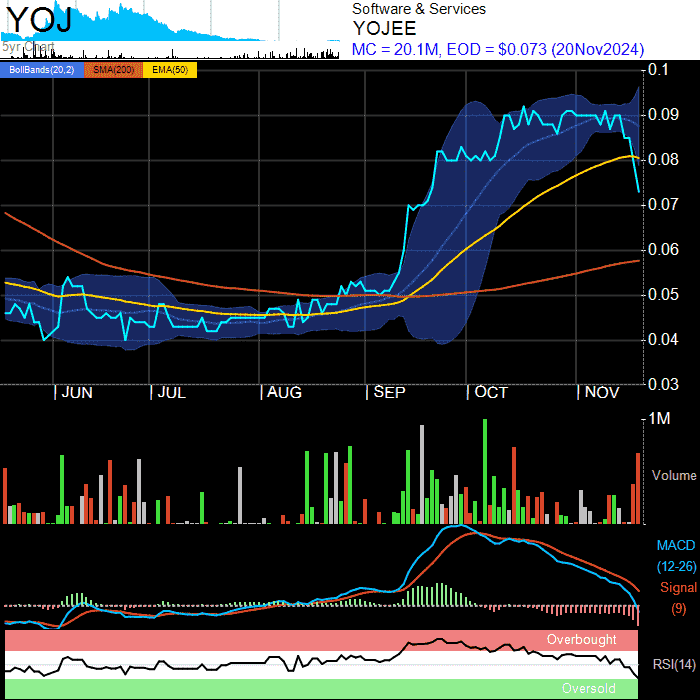 YOJ
5yr Chart
Software & Services
YOJEE
MC = 20.1M, EOD = $0.073 (20Nov2024)
BollBands(20,2) SMA(200) EMA(50)
0.1
0.09
0.08
0.07
0.06
0.05
0.04
0.03
JUN JUL AUG SEP OCT NOV
1M
Volume
MACD
(12-26)
Signal
(9)
Overbought
RSI(14)
Oversold